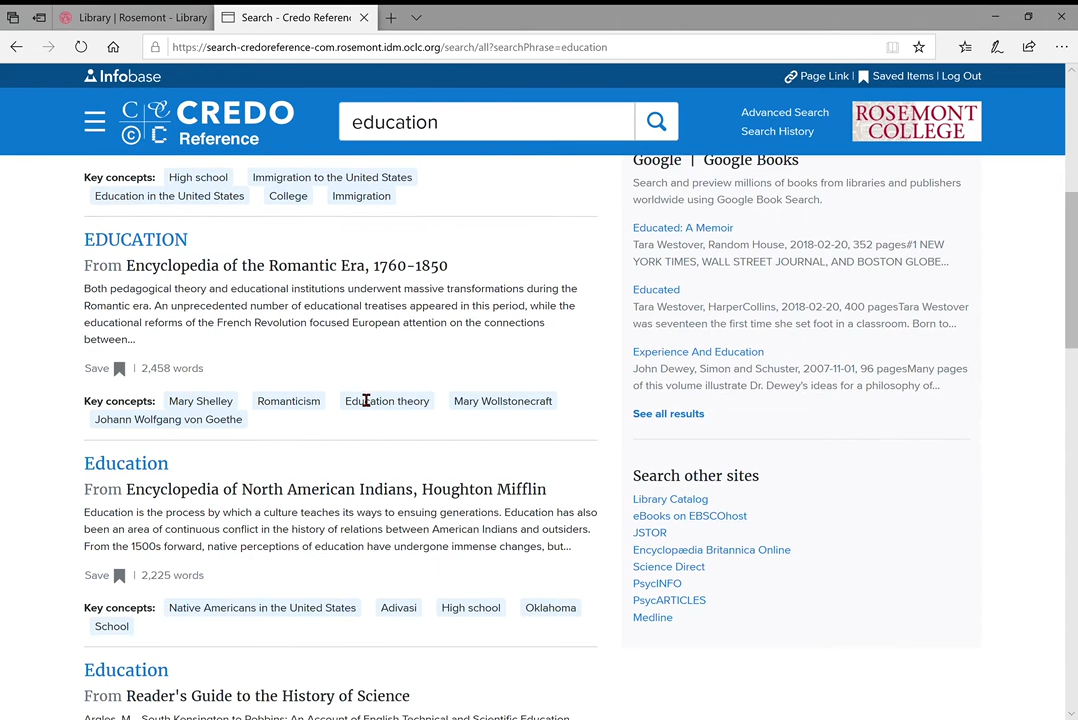 Library | Rosemont - Library
Search - Credo Referenc
https://search-credoreference-com.rosemont.idm.oclc.org/search/all?searchPhrase=education
Infobase
Page Link | Saved Items | Log Out
CREDO
Reference
education
Advanced Search
Search History
ROSEMONT
COLLEGE
Key concepts: High school Immigration to the United States
Education in the United States College Immigration
EDUCATION
From Encyclopedia of the Romantic Era, 1760-1850
Both pedagogical theory and educational institutions underwent massive transformations during the
Romantic era. An unprecedented number of educational treatises appeared in this period, while the
educational reforms of the French Revolution focused European attention on the connections
between...
Save | 2,458 words
Key concepts: Mary Shelley Romanticism Education theory Mary Wollstonecraft
Johann Wolfgang von Goethe
Education
From Encyclopedia of North American Indians, Houghton Mifflin
Education is the process by which a culture teaches its ways to ensuing generations. Education has also
been an area of continuous conflict in the history of relations between American Indians and outsiders.
From the 1500s forward, native perceptions of education have undergone immense changes, but...
Save | 2,225 words
Key concepts: Native Americans in the United States Adivasi High school Oklahoma
School
Education
From Reader's Guide to the History of Science
Argles, M., South Kensington to Robbins: An Account of English Technical and Scientific Education
Google | Google Books
Search and preview millions of books from libraries and publishers
worldwide using Google Book Search.
Educated: A Memoir
Tara Westover, Random House, 2018-02-20, 352 pages#1 NEW
YORK TIMES, WALL STREET JOURNAL, AND BOSTON GLOBE...
Educated
Tara Westover, HarperCollins, 2018-02-20, 400 pagesTara Westover
was seventeen the first time she set foot in a classroom. Born to...
Experience And Education
John Dewey, Simon and Schuster, 2007-11-01, 96 pagesMany pages
of this volume illustrate Dr. Dewey's ideas for a philosophy of...
See all results
Search other sites
Library Catalog
eBooks on EBSCOhost
JSTOR
Encyclopædia Britannica Online
Science Direct
PsycINFO
PsycARTICLES
Medline